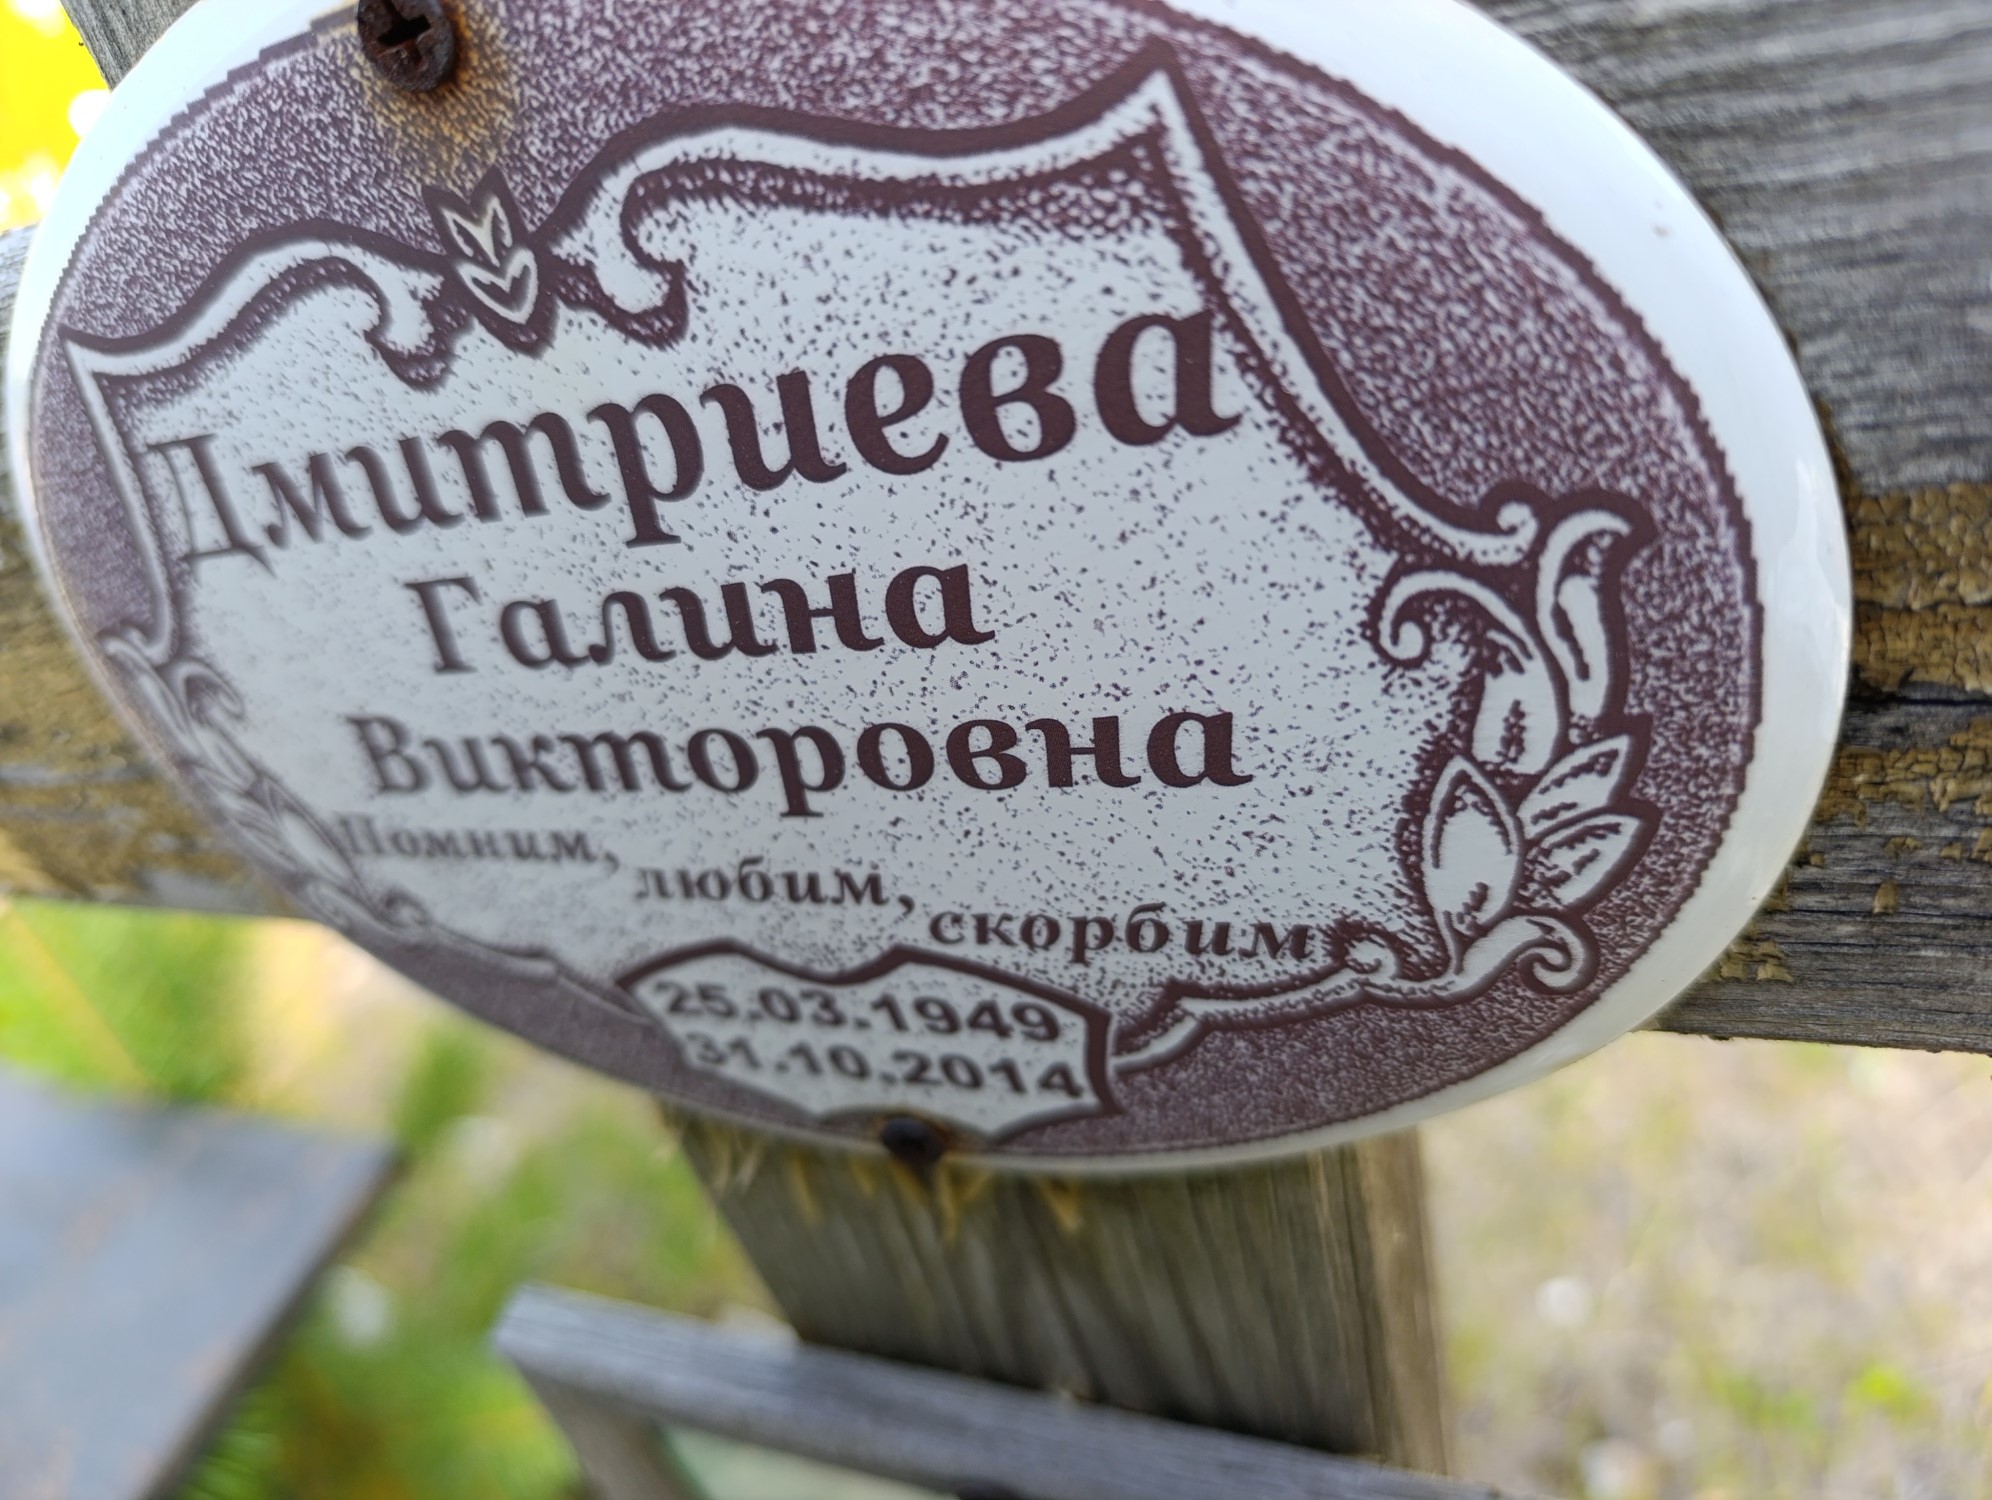 Дмитриева
Галина
Викторовна
Помним, любим, скорбим
25.03.1949
31.10.2014